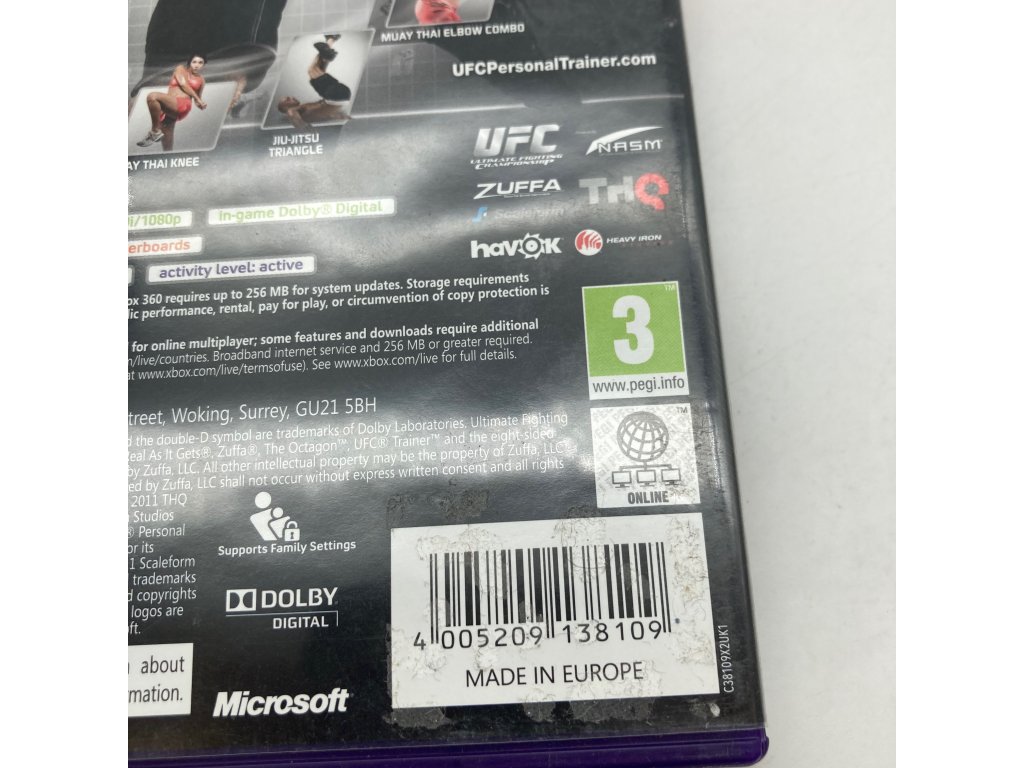 MUAY THAI ELBOW COMBO
UFCPersonalTrainer.com
AY THAI KNEE
JIU-JITSU
TRIANGLE
UFC
ULTIMATE FIGHTING
CHAMPIONSHIP
NASM
ZUFFA
THQ
Scaleform
havok
HEAVY IRON
0i/1080p
in-game Dolby® Digital
erboards
activity level: active
ox 360 requires up to 256 MB for system updates. Storage requirements
lic performance, rental, pay for play, or circumvention of copy protection is
for online multiplayer; some features and downloads require additional
m/live/countries. Broadband internet service and 256 MB or greater required.
at www.xbox.com/live/termsofuse). See www.xbox.com/live for full details.
3
TM
www.pegi.info
TM
ONLINE
treet, Woking, Surrey, GU21 5BH
d the double-D symbol are trademarks of Dolby Laboratories. Ultimate Fighting
Real As It Gets®, Zuffa®, The Octagon™, UFC® Trainer™ and the eight-sided
by Zuffa, LLC. All other intellectual property may be the property of Zuffa, LLC
ed by Zuffa, LLC shall not occur without express written consent and all rights
2011 THQ
Studios
® Personal
or its
1 Scaleform
trademarks
d copyrights
logos are
oft.
Supports Family Settings
DOLBY
DIGITAL
about
mation.
Microsoft
4 005209 138109
MADE IN EUROPE
C38109X2UK1